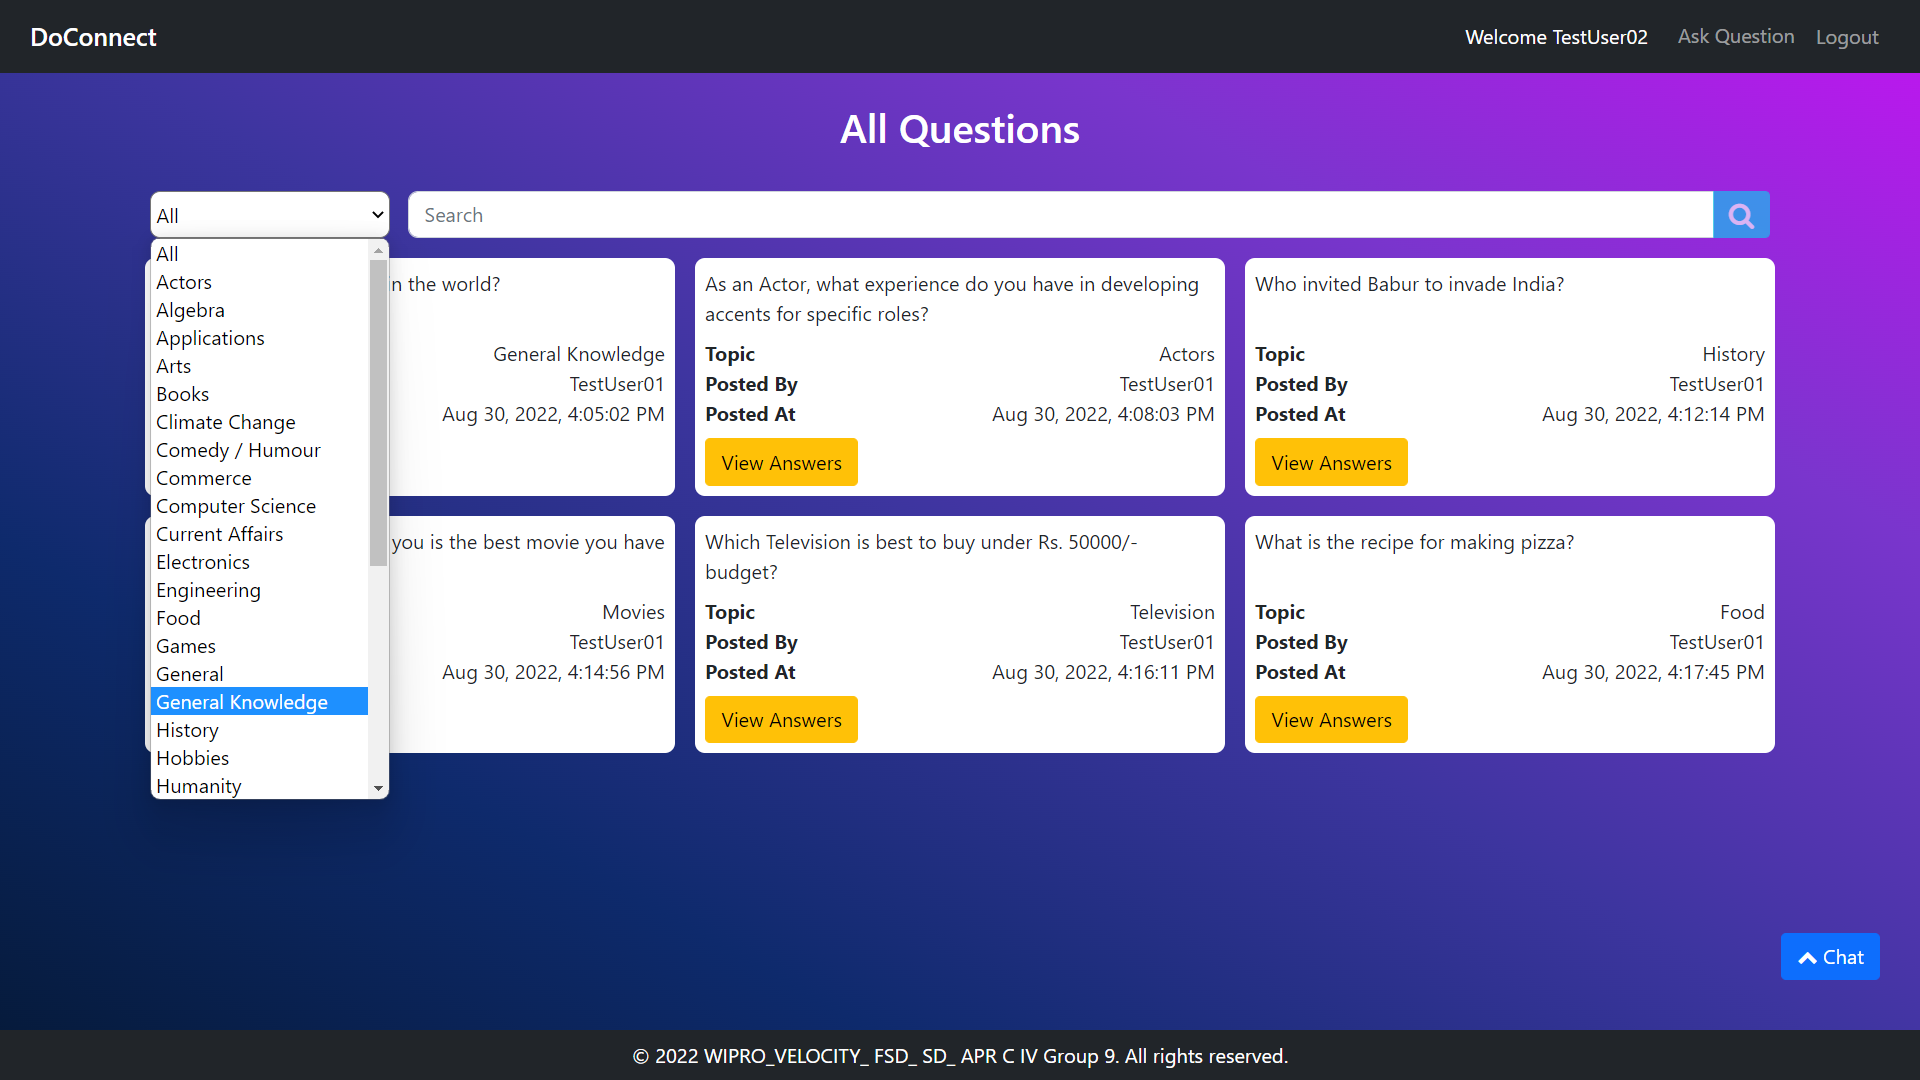 DoConnect
Welcome TestUser02
Ask Question
Logout
All Questions
All
Search
All
Actors
Algebra
Applications
Arts
Books
Climate Change
Comedy / Humour
Commerce
Computer Science
Current Affairs
Electronics
Engineering
Food
Games
General
General Knowledge
History
Hobbies
Humanity
in the world?
General Knowledge
TestUser01
Aug 30, 2022, 4:05:02 PM
As an Actor, what experience do you have in developing
accents for specific roles?
Topic Actors
Posted By TestUser01
Posted At Aug 30, 2022, 4:08:03 PM
View Answers
Who invited Babur to invade India?
Topic History
Posted By TestUser01
Posted At Aug 30, 2022, 4:12:14 PM
View Answers
you is the best movie you have
Movies
TestUser01
Aug 30, 2022, 4:14:56 PM
Which Television is best to buy under Rs. 50000/-
budget?
Topic Television
Posted By TestUser01
Posted At Aug 30, 2022, 4:16:11 PM
View Answers
What is the recipe for making pizza?
Topic Food
Posted By TestUser01
Posted At Aug 30, 2022, 4:17:45 PM
View Answers
Chat
© 2022 WIPRO_VELOCITY_ FSD_ SD_ APR C IV Group 9. All rights reserved.